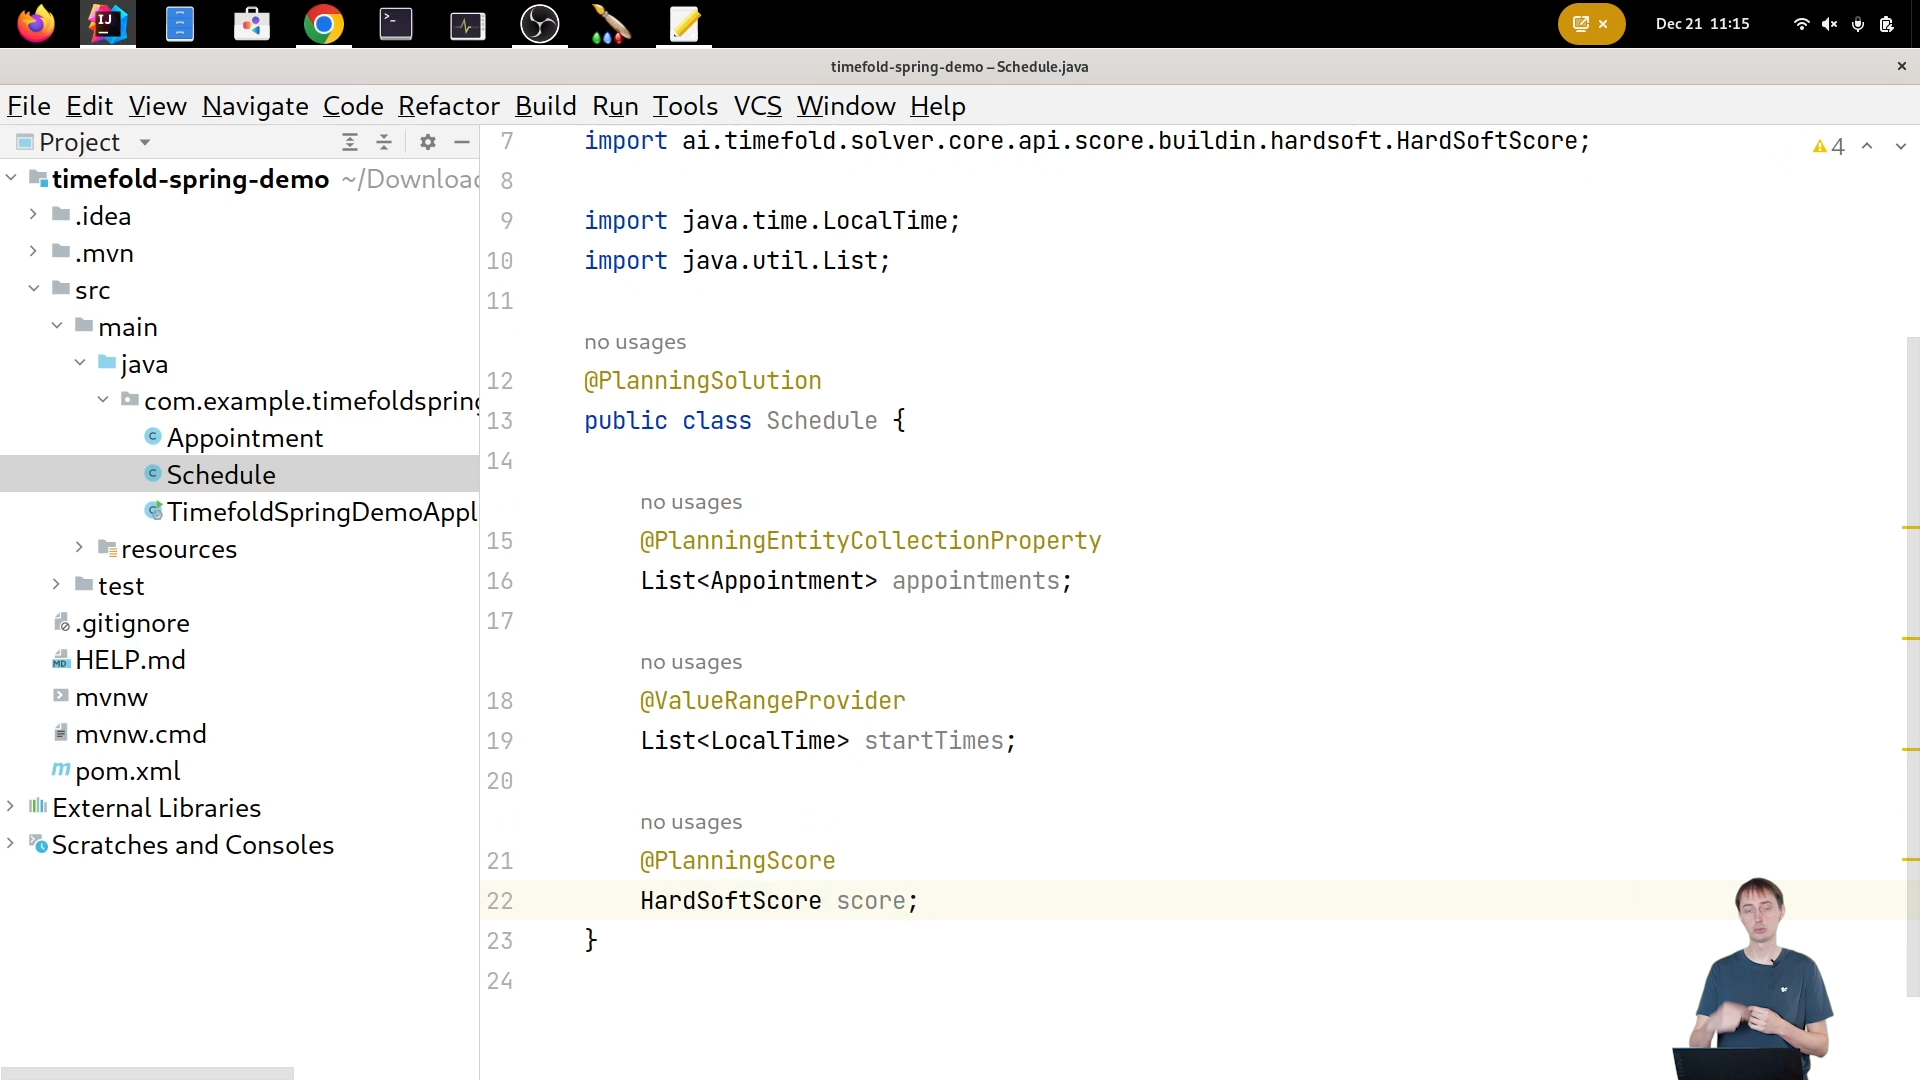 Dec 21 11:15
timefold-spring-demo – Schedule.java
File Edit View Navigate Code Refactor Build Run Tools VCS Window Help
Project
timefold-spring-demo ~/Downloa
.idea
.mvn
src
main
java
com.example.timefoldspring
Appointment
Schedule
TimefoldSpringDemoAppl
resources
test
.gitignore
HELP.md
mvnw
mvnw.cmd
pom.xml
External Libraries
Scratches and Consoles
7 import ai.timefold.solver.core.api.score.buildin.hardsoft.HardSoftScore;
4
8
9 import java.time.LocalTime;
10 import java.util.List;
11
no usages
12 @PlanningSolution
13 public class Schedule {
14
no usages
15 @PlanningEntityCollectionProperty
16 List<Appointment> appointments;
17
no usages
18 @ValueRangeProvider
19 List<LocalTime> startTimes;
20
no usages
21 @PlanningScore
22 HardSoftScore score;
23 }
24